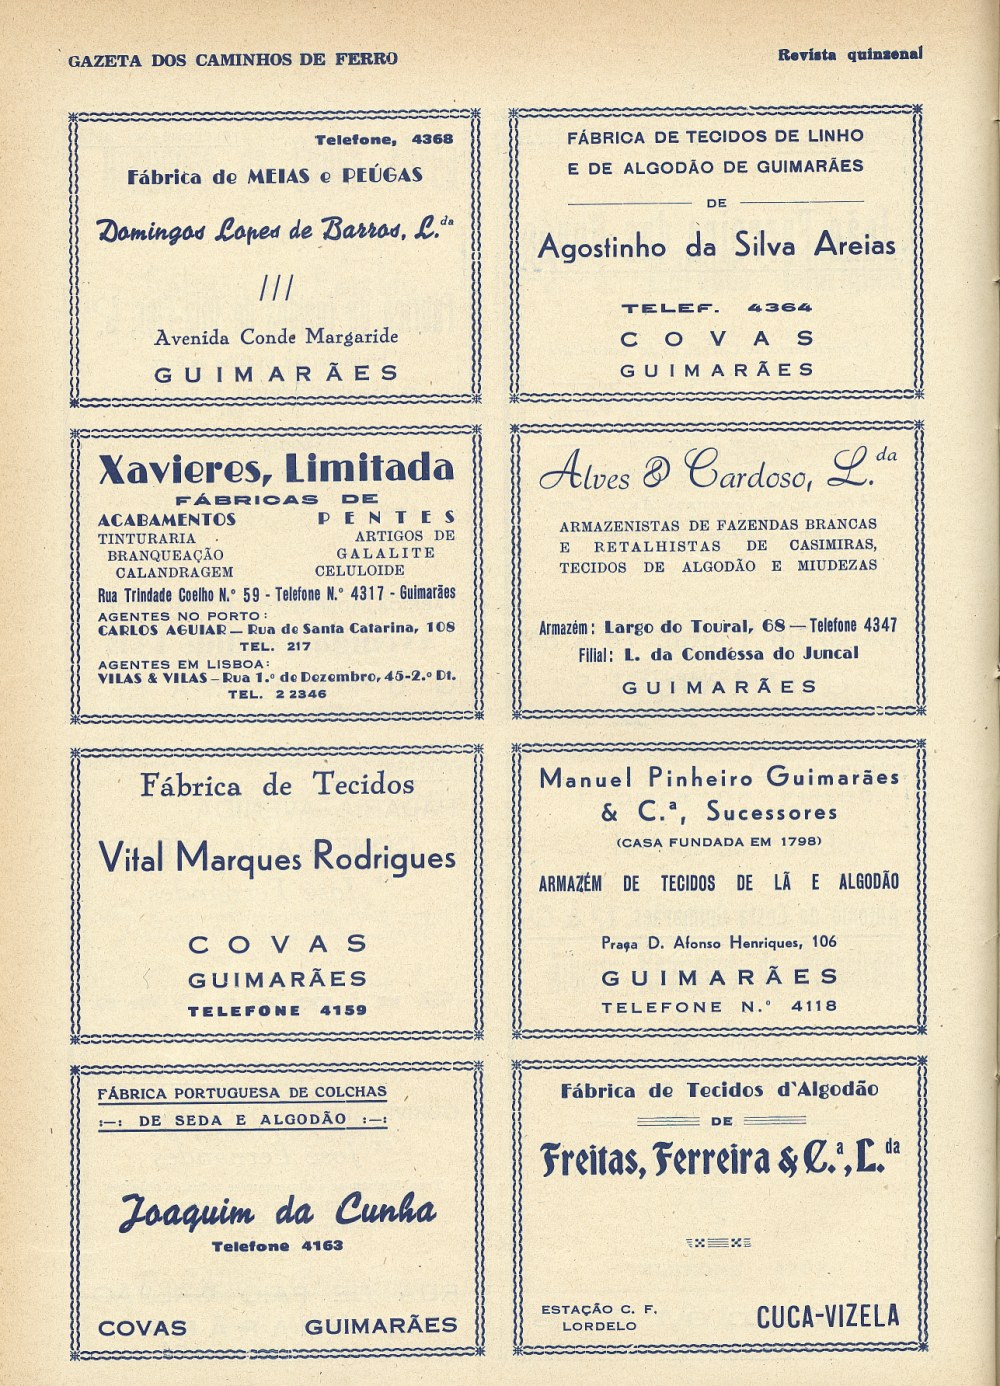 GAZETA DOS CAMINHOS DE FERRO
Revista quinzenal
Telefone, 4368
Fábrica de MEIAS e PEÚGAS
Domingos Lopes de Barros, L.da
///
Avenida Conde Margaride
GUIMARÃES
FÁBRICA DE TECIDOS DE LINHO
E DE ALGODÃO DE GUIMARÃES
DE
Agostinho da Silva Areias
TELEF. 4364
COVAS
GUIMARÃES
Xavieres, Limitada
FÁBRICAS DE
ACABAMENTOS
TINTURARIA
BRANQUEAÇÃO
CALANDRAGEM
PENTES
ARTIGOS DE
GALALITE
CELULOIDE
Rua Trindade Coelho N.º 59 - Telefone N.º 4317 - Guimarães
AGENTES NO PORTO:
CARLOS AGUIAR — Rua de Santa Catarina, 108
TEL. 217
AGENTES EM LISBOA:
VILAS & VILAS — Rua 1.º de Dezembro, 45-2.º Dt.
TEL. 2 2346
Alves & Cardoso, L.da
ARMAZENISTAS DE FAZENDAS BRANCAS
E RETALHISTAS DE CASIMIRAS,
TECIDOS DE ALGODÃO E MIUDEZAS
Armazém: Largo do Toural, 68 — Telefone 4347
Filial: L. da Condéssa do Juncal
GUIMARÃES
Fábrica de Tecidos
Vital Marques Rodrigues
COVAS
GUIMARÃES
TELEFONE 4159
Manuel Pinheiro Guimarães
& C.ª, Sucessores
(CASA FUNDADA EM 1798)
ARMAZÉM DE TECIDOS DE LÃ E ALGODÃO
Praça D. Afonso Henriques, 106
GUIMARÃES
TELEFONE N.º 4118
FÁBRICA PORTUGUESA DE COLCHAS
:—: DE SEDA E ALGODÃO :—:
Joaquim da Cunha
Telefone 4163
COVAS GUIMARÃES
Fábrica de Tecidos d'Algodão
DE
Freitas, Ferreira & C.ª, L.da
ESTAÇÃO C. F.
LORDELO
CUCA-VIZELA